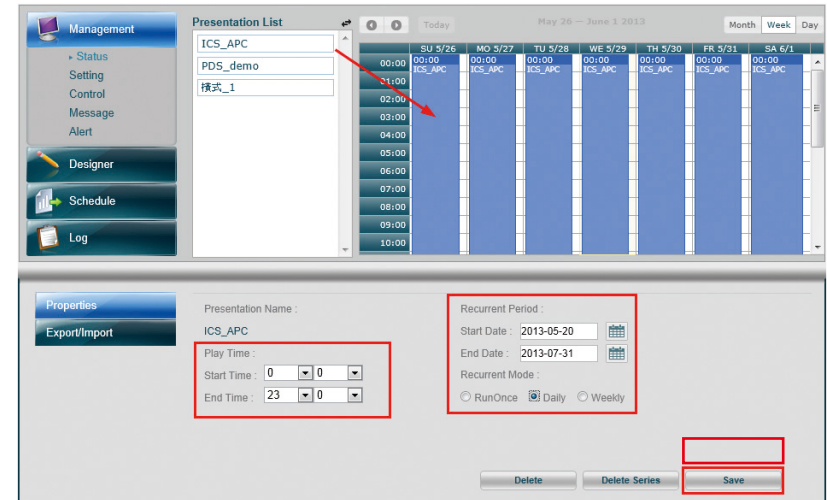 Management
Status
Setting
Control
Message
Alert
Designer
Schedule
Log
Presentation List
ICS_APC
PDS_demo
橫式_1
Today
May 26 — June 1 2013
Month Week Day
SU 5/26 MO 5/27 TU 5/28 WE 5/29 TH 5/30 FR 5/31 SA 6/1
00:00 00:00 00:00 00:00 00:00 00:00 00:00 00:00
ICS_APC ICS_APC ICS_APC ICS_APC ICS_APC ICS_APC ICS_APC
01:00
02:00
03:00
04:00
05:00
06:00
07:00
08:00
09:00
10:00
Properties
Export/Import
Presentation Name :
ICS_APC
Play Time :
Start Time : 0 0
End Time : 23 0
Recurrent Period :
Start Date : 2013-05-20
End Date : 2013-07-31
Recurrent Mode :
RunOnce Daily Weekly
Delete Delete Series Save